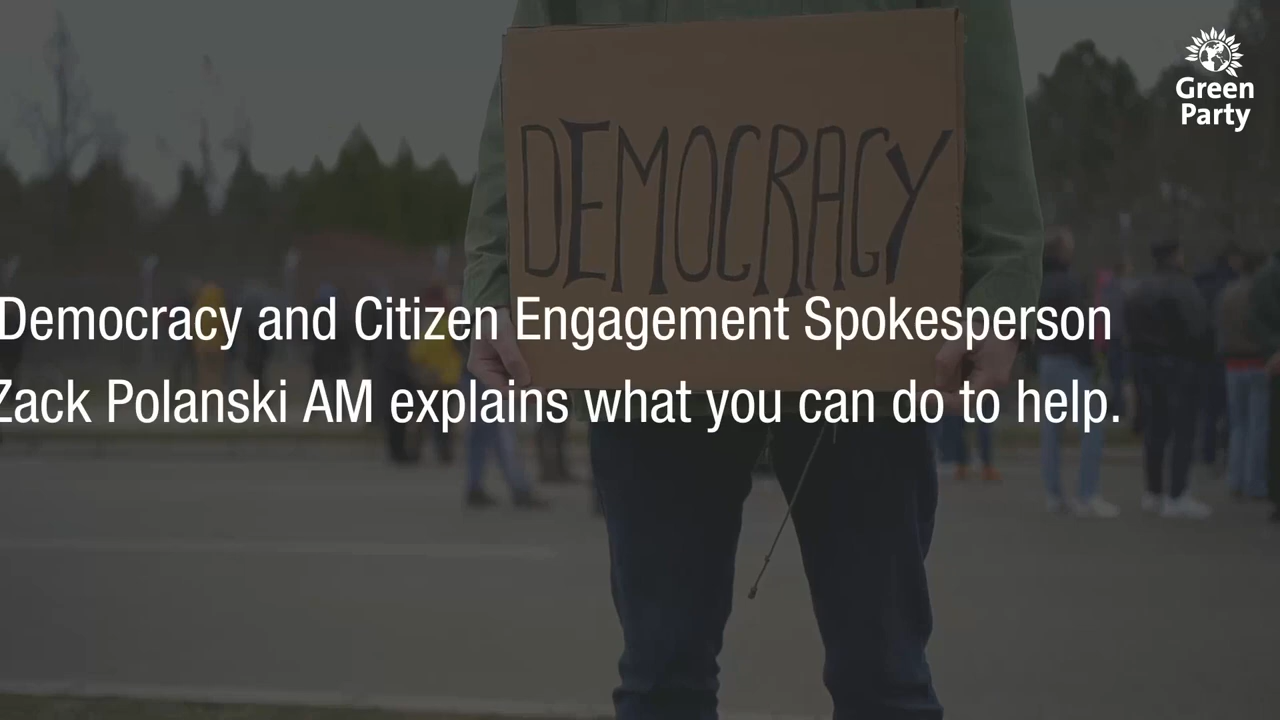 Green
Party
DEMOCRACY
Democracy and Citizen Engagement Spokesperson
Zack Polanski AM explains what you can do to help.